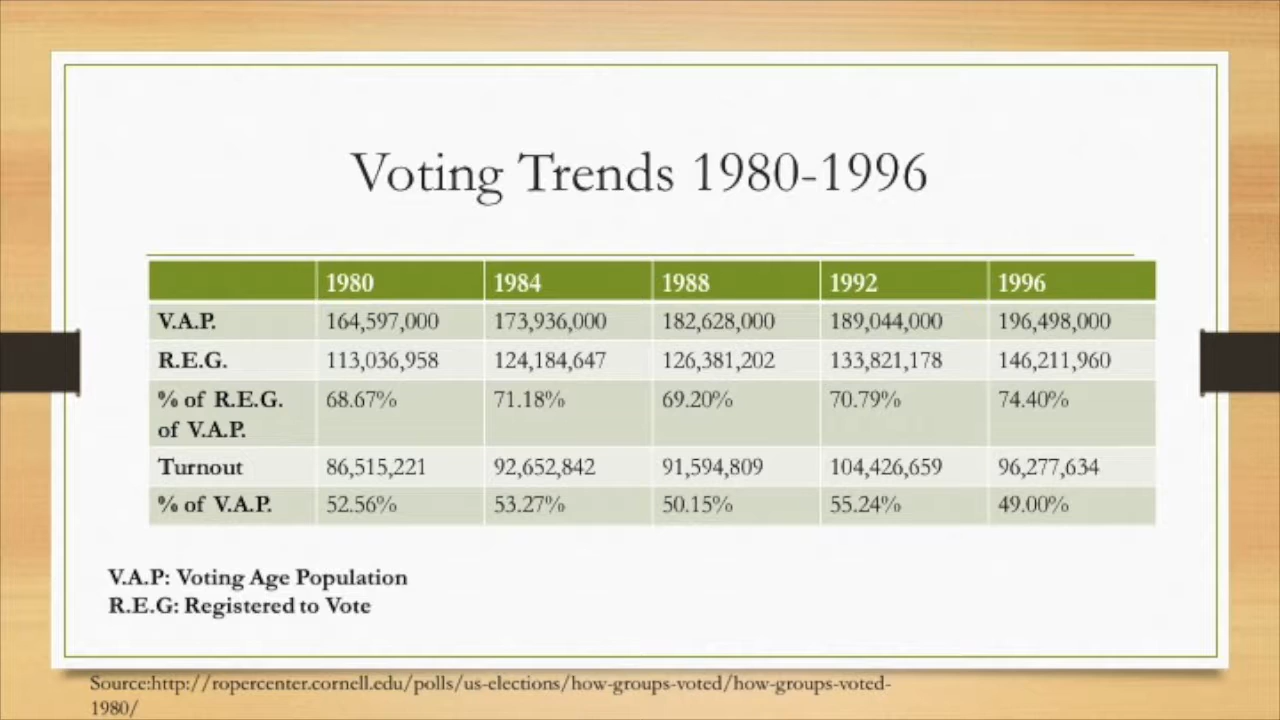 Voting Trends 1980-1996
1980 1984 1988 1992 1996
V.A.P. 164,597,000 173,936,000 182,628,000 189,044,000 196,498,000
R.E.G. 113,036,958 124,184,647 126,381,202 133,821,178 146,211,960
% of R.E.G. 68.67% 71.18% 69.20% 70.79% 74.40%
of V.A.P.
Turnout 86,515,221 92,652,842 91,594,809 104,426,659 96,277,634
% of V.A.P. 52.56% 53.27% 50.15% 55.24% 49.00%
V.A.P: Voting Age Population
R.E.G: Registered to Vote
Source:http://ropercenter.cornell.edu/polls/us-elections/how-groups-voted/how-groups-voted-
1980/